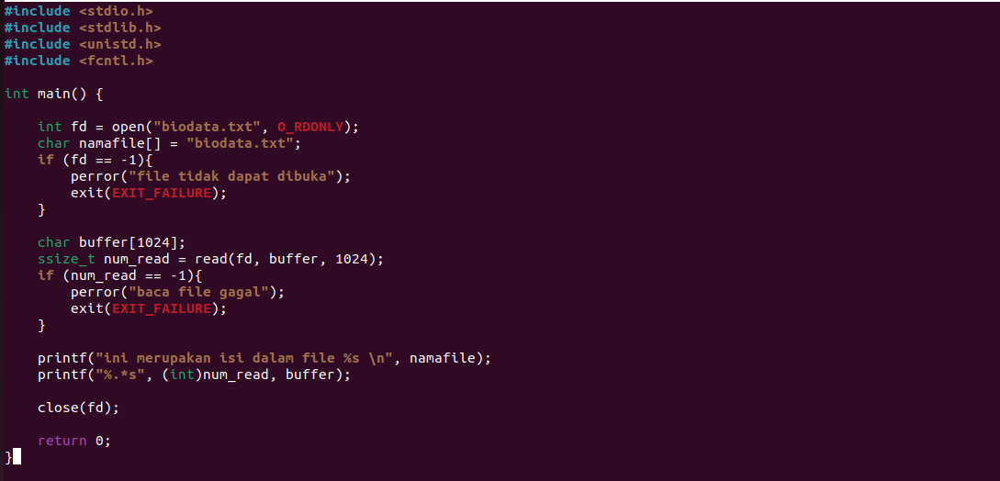 #include <stdio.h>
#include <stdlib.h>
#include <unistd.h>
#include <fcntl.h>

int main() {

    int fd = open("biodata.txt", O_RDONLY);
    char namafile[] = "biodata.txt";
    if (fd == -1){
        perror("file tidak dapat dibuka");
        exit(EXIT_FAILURE);
    }

    char buffer[1024];
    ssize_t num_read = read(fd, buffer, 1024);
    if (num_read == -1){
        perror("baca file gagal");
        exit(EXIT_FAILURE);
    }

    printf("ini merupakan isi dalam file %s \n", namafile);
    printf("%.*s", (int)num_read, buffer);

    close(fd);

    return 0;
}